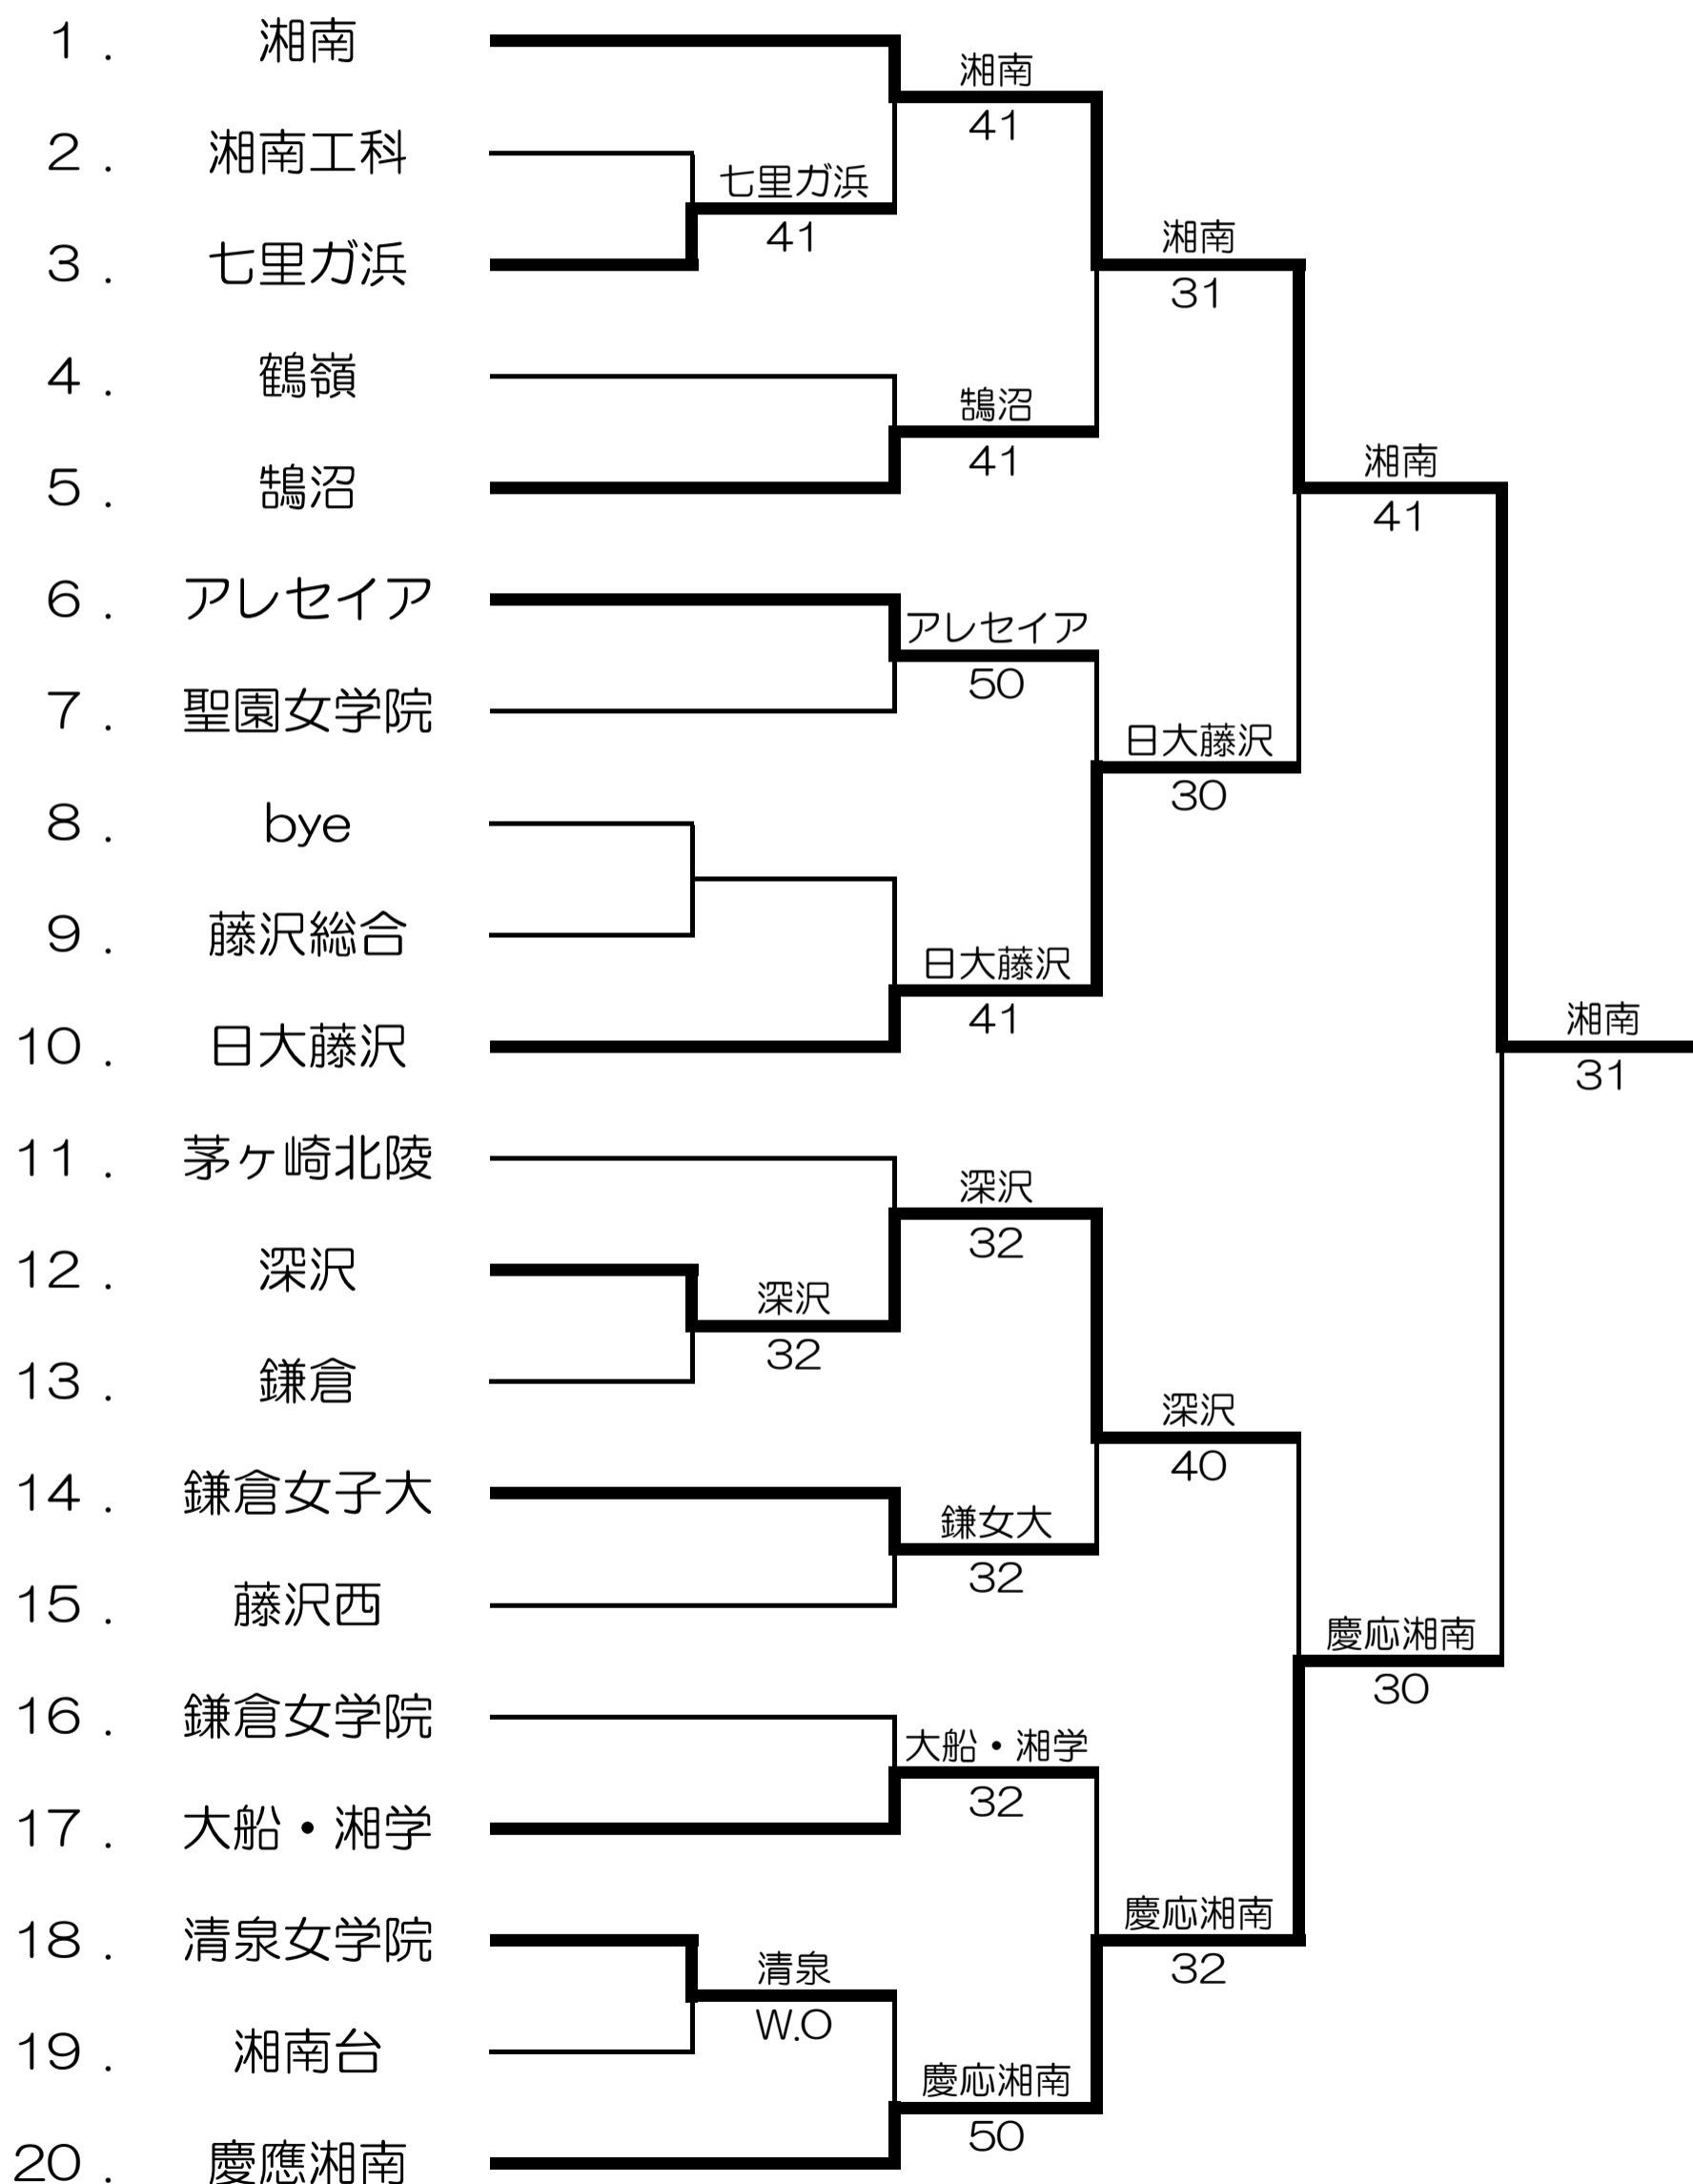 1. 湘南
湘南
41
2. 湘南工科
七里ガ浜
41
3. 七里ガ浜
湘南
31
4. 鶴嶺
鵠沼
41
5. 鵠沼
湘南
41
6. アレセイア
アレセイア
50
7. 聖園女学院
日大藤沢
30
8. bye
9. 藤沢総合
日大藤沢
41
10. 日大藤沢
湘南
31
11. 茅ヶ崎北陵
深沢
32
12. 深沢
深沢
32
13. 鎌倉
深沢
40
14. 鎌倉女子大
鎌女大
32
15. 藤沢西
慶応湘南
30
16. 鎌倉女学院
大船・湘学
32
17. 大船・湘学
慶応湘南
32
18. 清泉女学院
清泉
W.O
19. 湘南台
慶応湘南
50
20. 慶應湘南